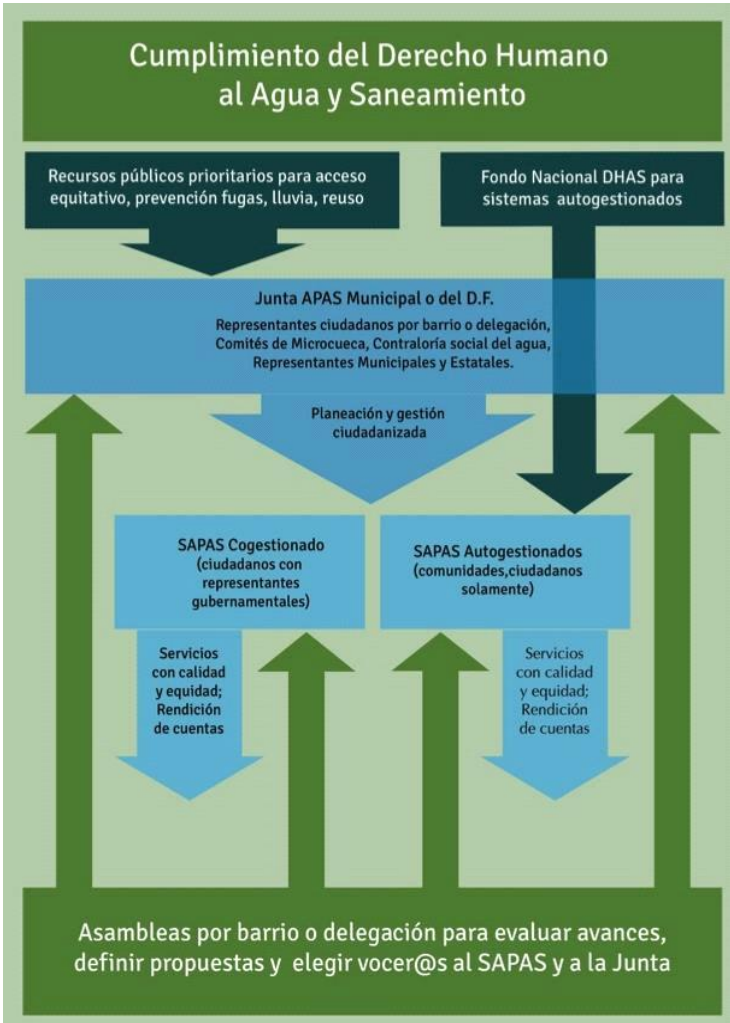 Cumplimiento del Derecho Humano
al Agua y Saneamiento
Recursos públicos prioritarios para acceso
equitativo, prevención fugas, lluvia, reuso
Fondo Nacional DHAS para
sistemas autogestionados
Junta APAS Municipal o del D.F.
Representantes ciudadanos por barrio o delegación,
Comités de Microcueca, Contraloría social del agua,
Representantes Municipales y Estatales.
Planeación y gestión
ciudadanizada
SAPAS Cogestionado
(ciudadanos con
representantes
gubernamentales)
SAPAS Autogestionados
(comunidades,ciudadanos
solamente)
Servicios
con calidad
y equidad;
Rendición
de cuentas
Servicios
con calidad
y equidad;
Rendición
de cuentas
Asambleas por barrio o delegación para evaluar avances,
definir propuestas y elegir vocer@s al SAPAS y a la Junta